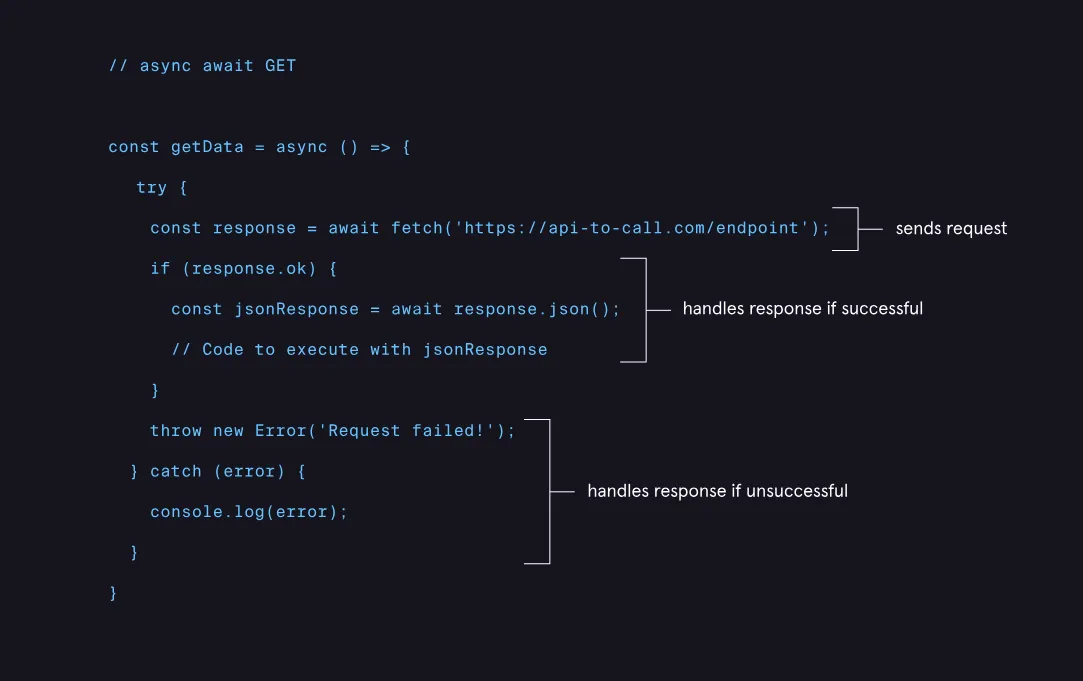 // async await GET
const getData = async () => {
try {
const response = await fetch('https://api-to-call.com/endpoint');
sends request
if (response.ok) {
const jsonResponse = await response.json();
handles response if successful
// Code to execute with jsonResponse
}
throw new Error('Request failed!');
} catch (error) {
handles response if unsuccessful
console.log(error);
}
}